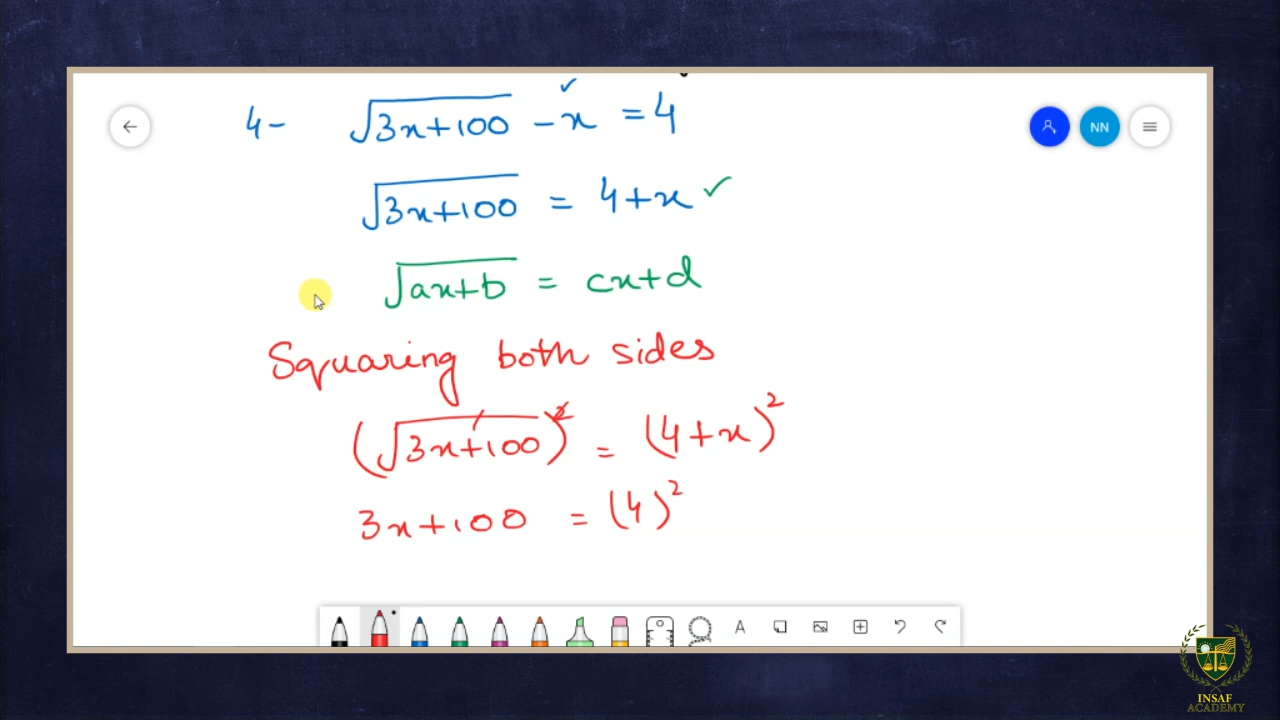 4- √3x+100 - x = 4
√3x+100 = 4+x ✓
√ax+b = cx+d
Squaring both sides
(√3x+100)² = (4+x)²
3x+100 = (4)²
NN
A
INSAF
ACADEMY